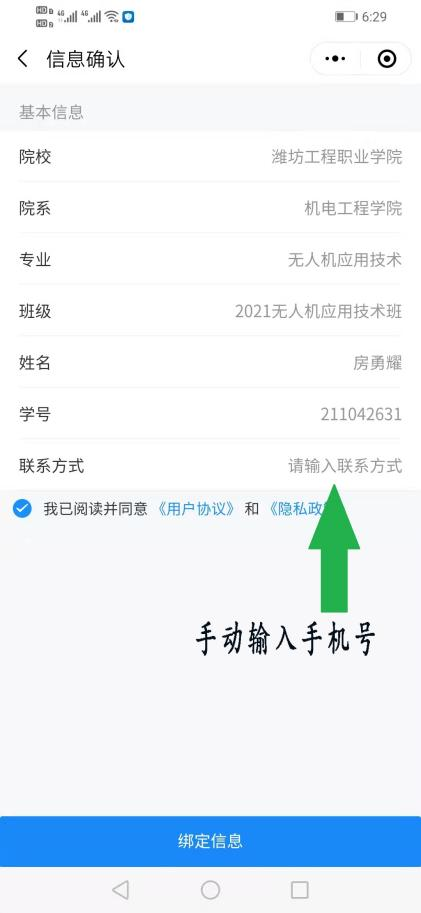 6:29
信息确认
基本信息
院校 潍坊工程职业学院
院系 机电工程学院
专业 无人机应用技术
班级 2021无人机应用技术班
姓名 房勇耀
学号 211042631
联系方式 请输入联系方式
我已阅读并同意《用户协议》和《隐私政
手动输入手机号
绑定信息